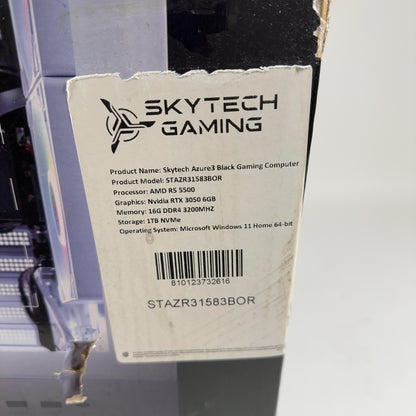 SKYTECH
GAMING
Product Name: Skytech Azure3 Black Gaming Computer
Product Model: STAZR31583BOR
Processor: AMD R5 5500
Graphics: Nvidia RTX 3050 6GB
Memory: 16G DDR4 3200MHZ
Storage: 1TB NVMe
Operating System: Microsoft Windows 11 Home 64-bit
810123732616
STAZR31583BOR